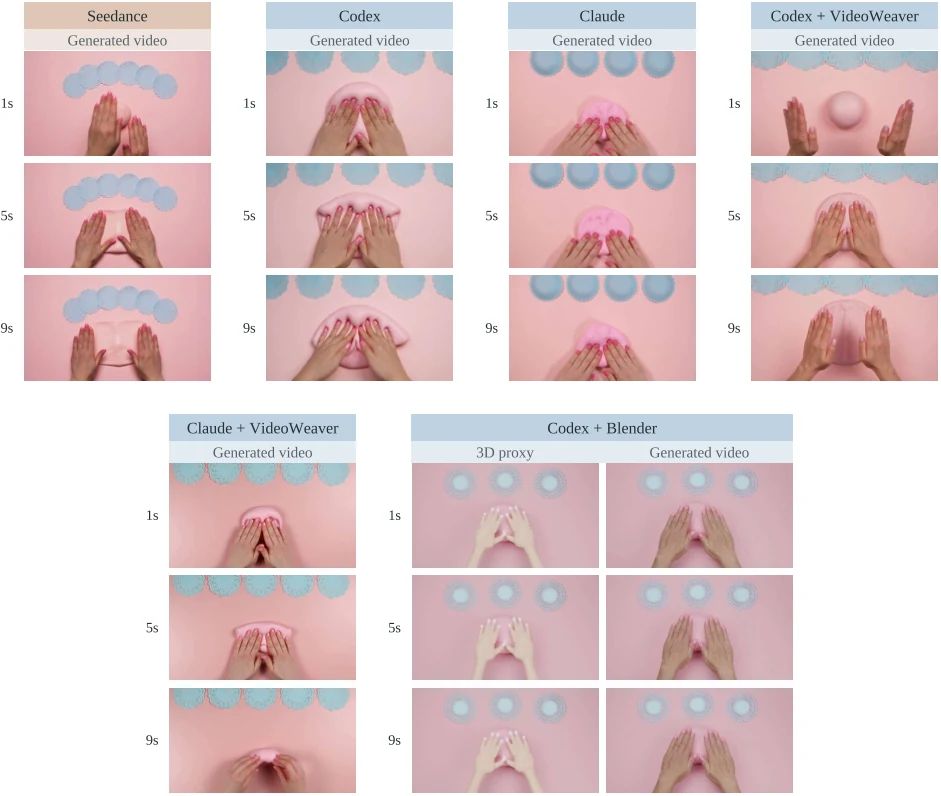 Seedance
Codex
Claude
Codex + VideoWeaver
Generated video
Generated video
Generated video
Generated video
1s
1s
1s
1s
5s
5s
5s
5s
9s
9s
9s
9s
Claude + VideoWeaver
Codex + Blender
Generated video
3D proxy
Generated video
1s
1s
5s
5s
9s
9s